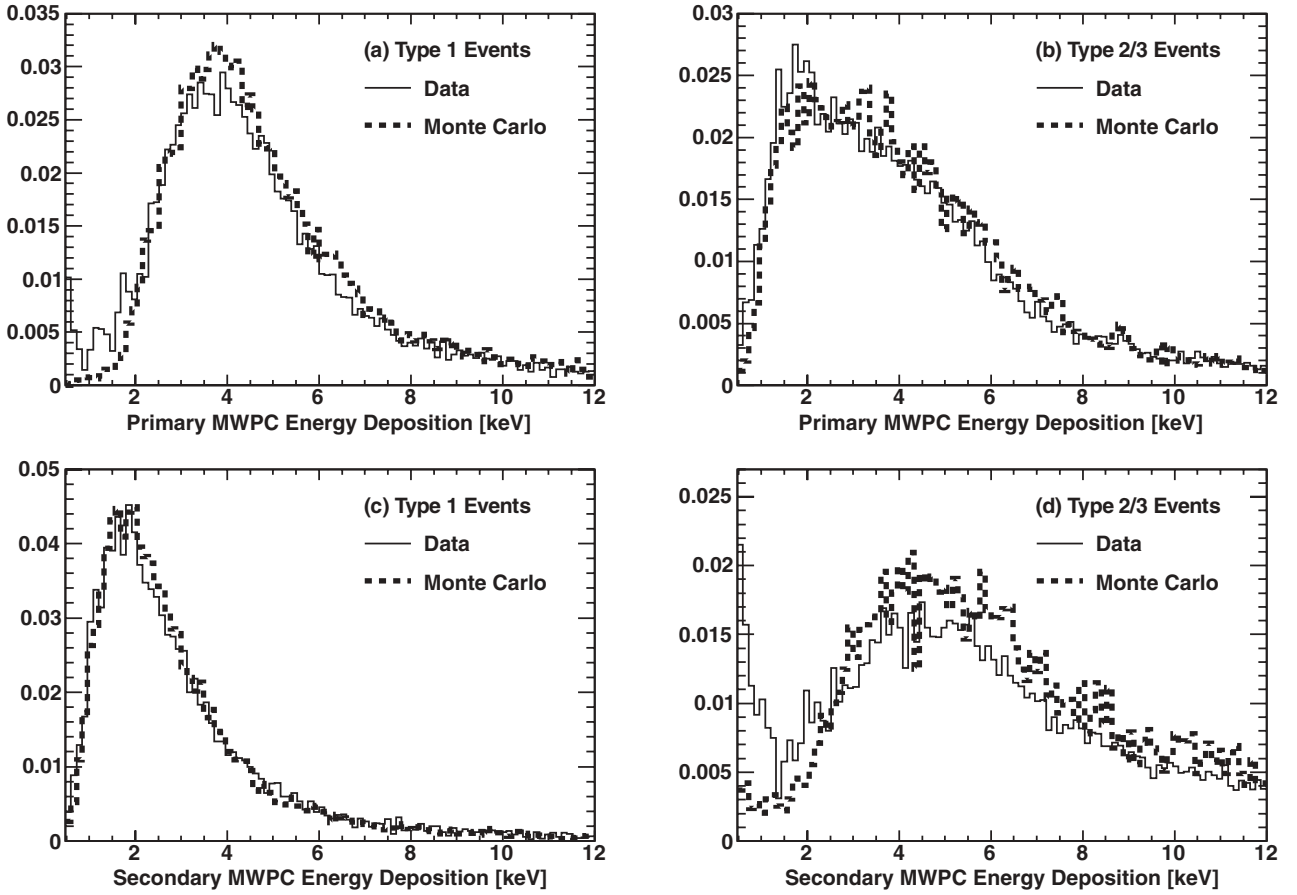 0.035
0.03
0.025
0.02
0.015
0.01
0.005
0
(a) Type 1 Events
Data
Monte Carlo
2 4 6 8 10 12
Primary MWPC Energy Deposition [keV]
0.03
0.025
0.02
0.015
0.01
0.005
0
(b) Type 2/3 Events
Data
Monte Carlo
2 4 6 8 10 12
Primary MWPC Energy Deposition [keV]
0.05
0.04
0.03
0.02
0.01
0
(c) Type 1 Events
Data
Monte Carlo
2 4 6 8 10 12
Secondary MWPC Energy Deposition [keV]
0.025
0.02
0.015
0.01
0.005
0
(d) Type 2/3 Events
Data
Monte Carlo
2 4 6 8 10 12
Secondary MWPC Energy Deposition [keV]